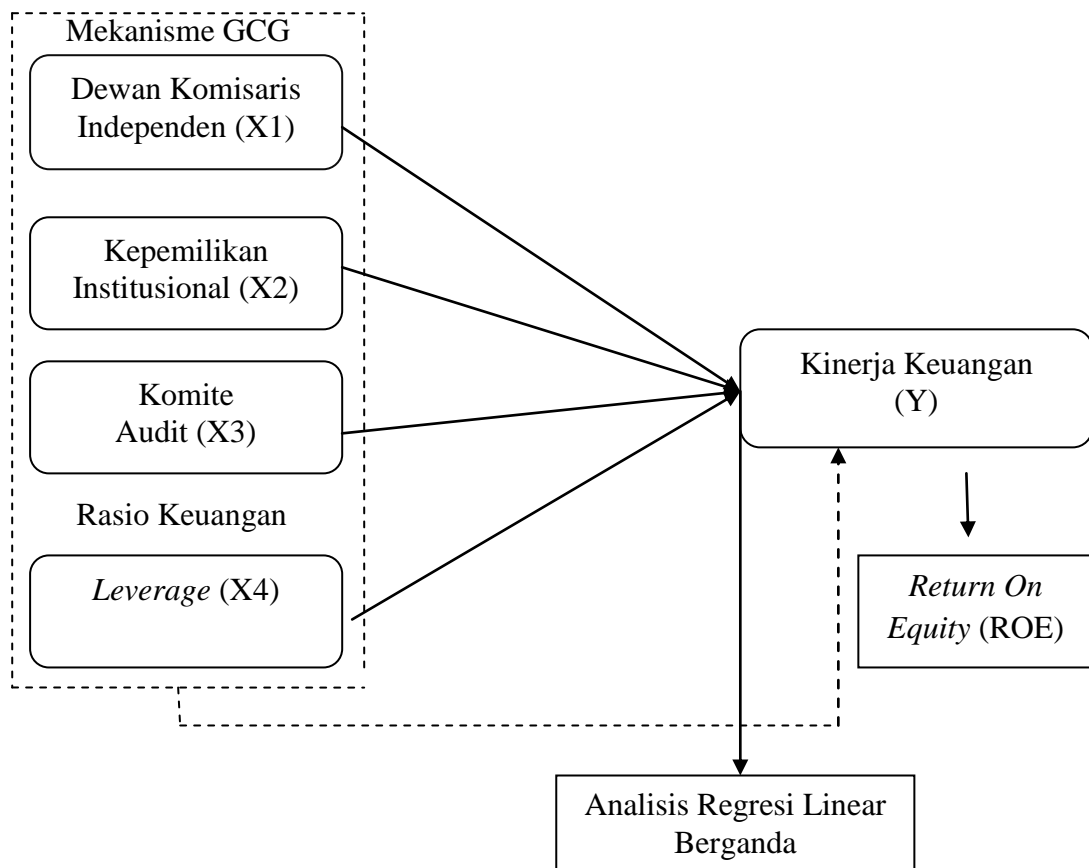 Mekanisme GCG
Dewan Komisaris
Independen (X1)
Kepemilikan
Institusional (X2)
Komite
Audit (X3)
Rasio Keuangan
Leverage (X4)
Kinerja Keuangan
(Y)
Return On
Equity (ROE)
Analisis Regresi Linear
Berganda